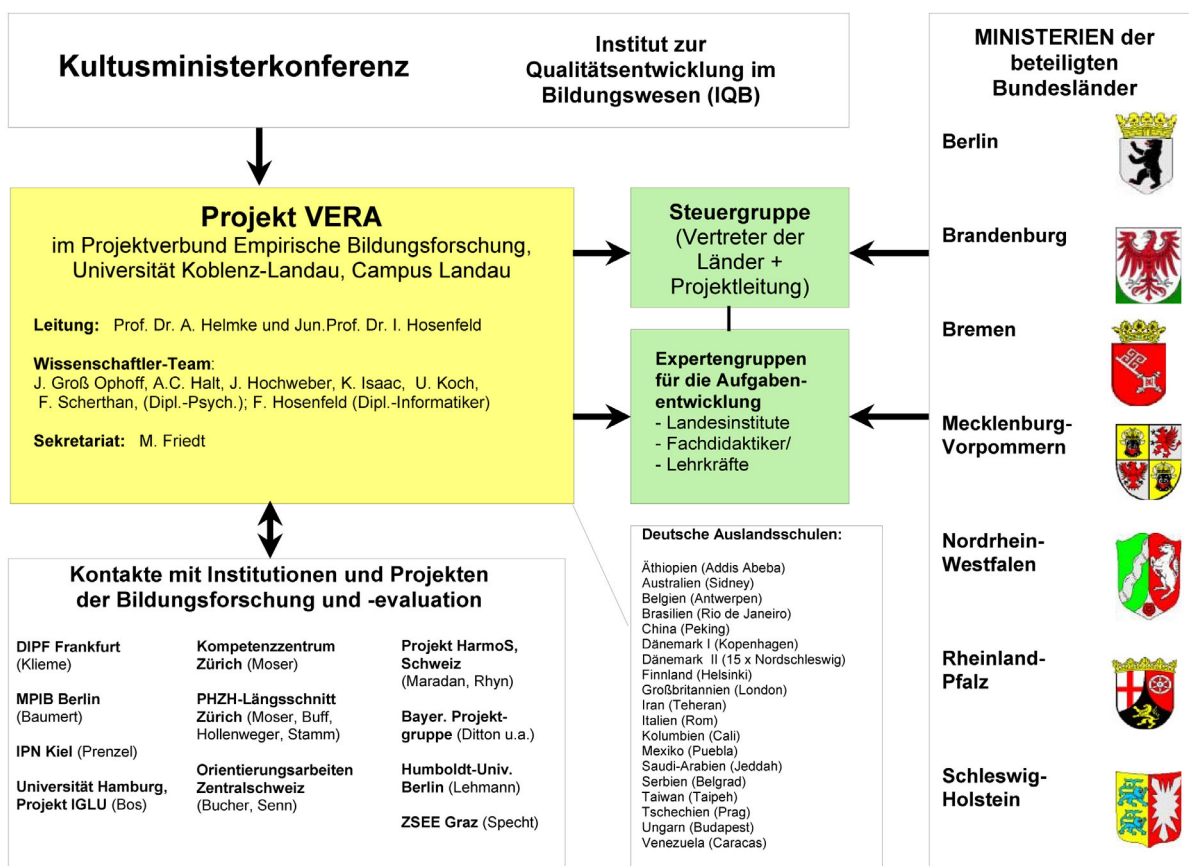 Kultusministerkonferenz
Institut zur
Qualitätsentwicklung im
Bildungswesen (IQB)
Projekt VERA
im Projektverbund Empirische Bildungsforschung,
Universität Koblenz-Landau, Campus Landau
Leitung: Prof. Dr. A. Helmke und Jun.Prof. Dr. I. Hosenfeld
Wissenschaftler-Team:
J. Groß Ophoff, A.C. Halt, J. Hochweber, K. Isaac, U. Koch,
F. Scherthan, (Dipl.-Psych.); F. Hosenfeld (Dipl.-Informatiker)
Sekretariat: M. Friedt
Steuergruppe
(Vertreter der
Länder +
Projektleitung)
Expertengruppen
für die Aufgaben-
entwicklung
- Landesinstitute
- Fachdidaktiker/
- Lehrkräfte
MINISTERIEN der
beteiligten
Bundesländer
Berlin
Brandenburg
Bremen
Mecklenburg-
Vorpommern
Nordrhein-
Westfalen
Rheinland-
Pfalz
Schleswig-
Holstein
Kontakte mit Institutionen und Projekten
der Bildungsforschung und -evaluation
DIPF Frankfurt
(Klieme)
MPIB Berlin
(Baumert)
IPN Kiel (Prenzel)
Universität Hamburg,
Projekt IGLU (Bos)
Kompetenzzentrum
Zürich (Moser)
PHZH-Längsschnitt
Zürich (Moser, Buff,
Hollenweger, Stamm)
Orientierungsarbeiten
Zentralschweiz
(Bucher, Senn)
Projekt HarmoS,
Schweiz
(Maradan, Rhyn)
Bayer. Projekt-
gruppe (Ditton u.a.)
Humboldt-Univ.
Berlin (Lehmann)
ZSEE Graz (Specht)
Deutsche Auslandsschulen:
Äthiopien (Addis Abeba)
Australien (Sidney)
Belgien (Antwerpen)
Brasilien (Rio de Janeiro)
China (Peking)
Dänemark I (Kopenhagen)
Dänemark II (15 x Nordschleswig)
Finnland (Helsinki)
Großbritannien (London)
Iran (Teheran)
Italien (Rom)
Kolumbien (Cali)
Mexiko (Puebla)
Saudi-Arabien (Jeddah)
Serbien (Belgrad)
Taiwan (Taipeh)
Tschechien (Prag)
Ungarn (Budapest)
Venezuela (Caracas)